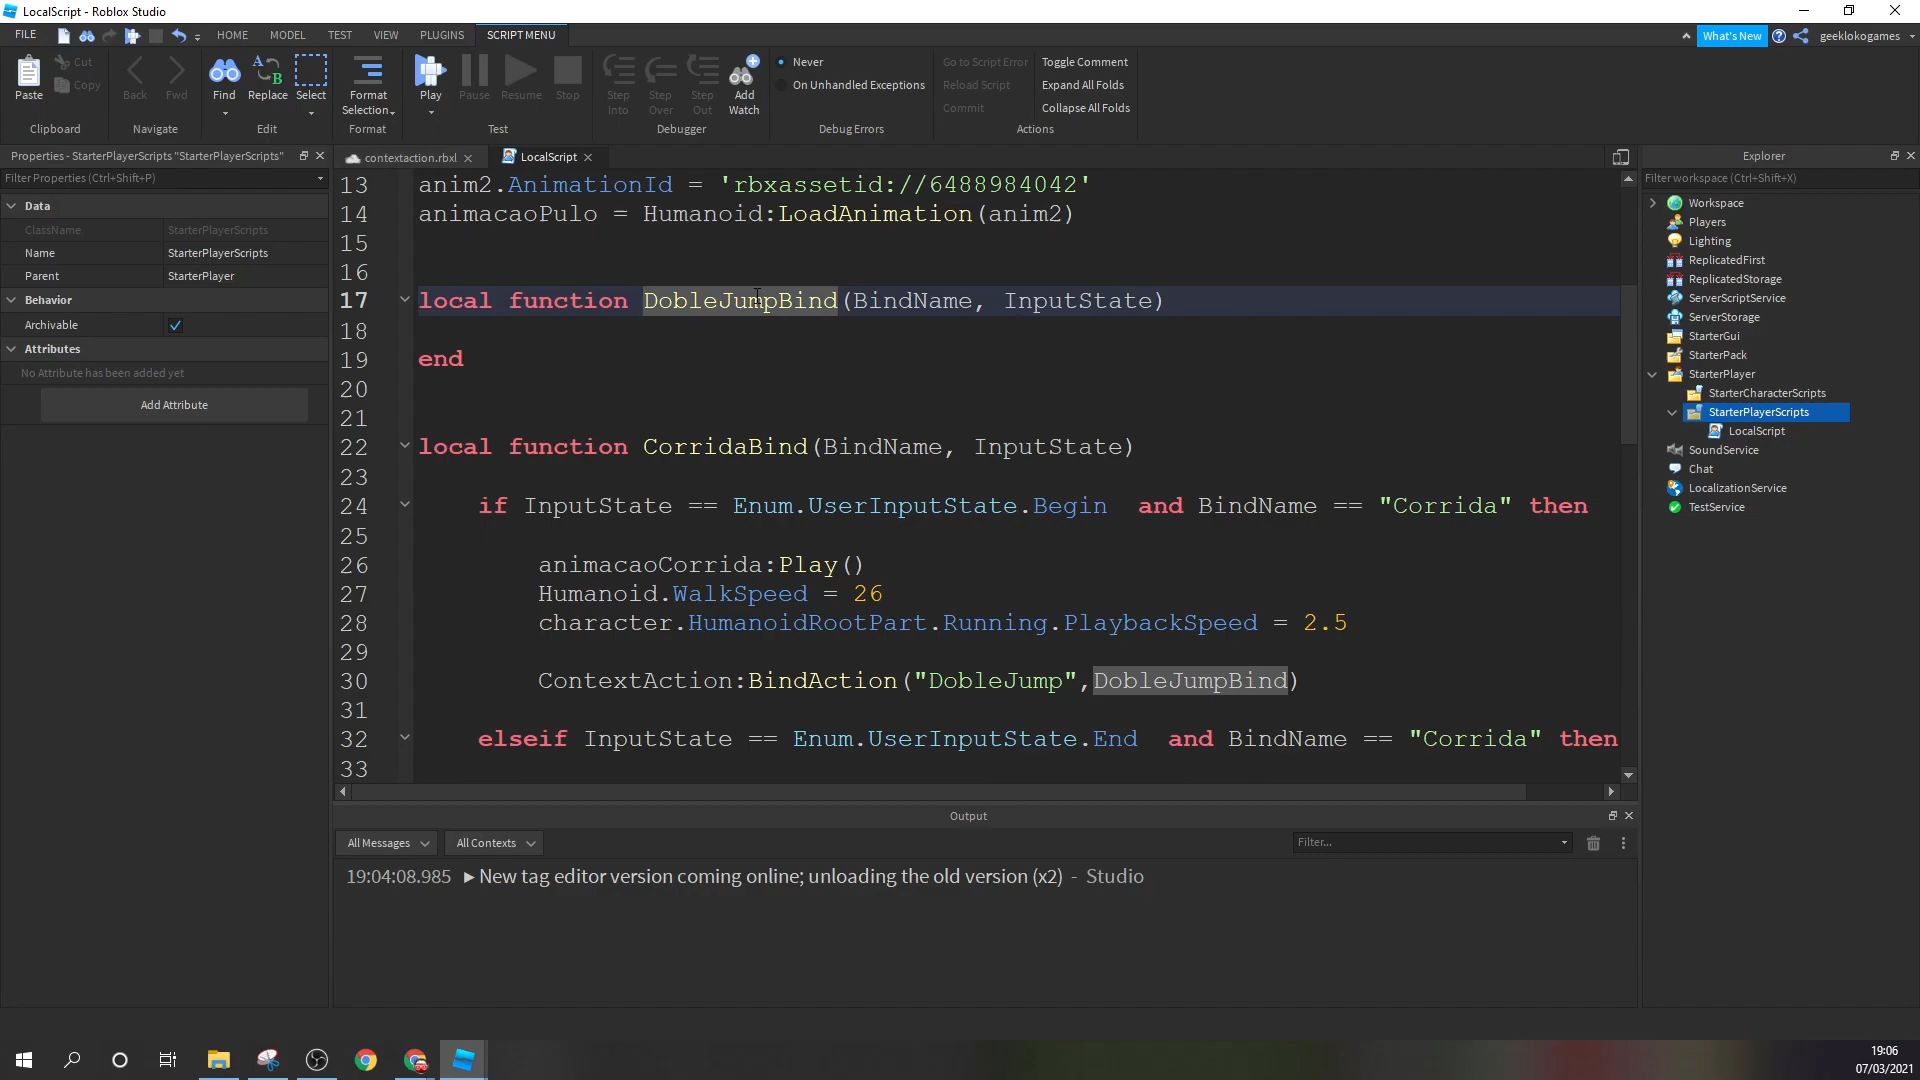 LocalScript - Roblox Studio
FILE HOME MODEL TEST VIEW PLUGINS SCRIPT MENU What's New geeklokogames
Paste Cut Copy Back Fwd Find Replace Select Format Selection Play Pause Resume Stop Step Into Step Over Step Out Add Watch
Never
On Unhandled Exceptions
Go to Script Error
Reload Script
Commit
Toggle Comment
Expand All Folds
Collapse All Folds
Clipboard Navigate Edit Format Test Debugger Debug Errors Actions
Properties - StarterPlayerScripts "StarterPlayerScripts"
Filter Properties (Ctrl+Shift+P)
Data
ClassName StarterPlayerScripts
Name StarterPlayerScripts
Parent StarterPlayer
Behavior
Archivable
Attributes
No Attribute has been added yet
Add Attribute
contextaction.rbxl LocalScript
13 anim2.AnimationId = 'rbxassetid://6488984042'
14 animacaoPulo = Humanoid:LoadAnimation(anim2)
15
16
17 local function DobleJumpBind(BindName, InputState)
18
19 end
20
21
22 local function CorridaBind(BindName, InputState)
23
24 if InputState == Enum.UserInputState.Begin  and BindName == "Corrida" then
25
26 animacaoCorrida:Play()
27 Humanoid.WalkSpeed = 26
28 character.HumanoidRootPart.Running.PlaybackSpeed = 2.5
29
30 ContextAction:BindAction("DobleJump",DobleJumpBind)
31
32 elseif InputState == Enum.UserInputState.End  and BindName == "Corrida" then
33
Output
All Messages All Contexts Filter...
19:04:08.985 New tag editor version coming online; unloading the old version (x2) - Studio
Explorer
Filter workspace (Ctrl+Shift+X)
Workspace
Players
Lighting
ReplicatedFirst
ReplicatedStorage
ServerScriptService
ServerStorage
StarterGui
StarterPack
StarterPlayer
StarterCharacterScripts
StarterPlayerScripts
LocalScript
SoundService
Chat
LocalizationService
TestService
19:06
07/03/2021